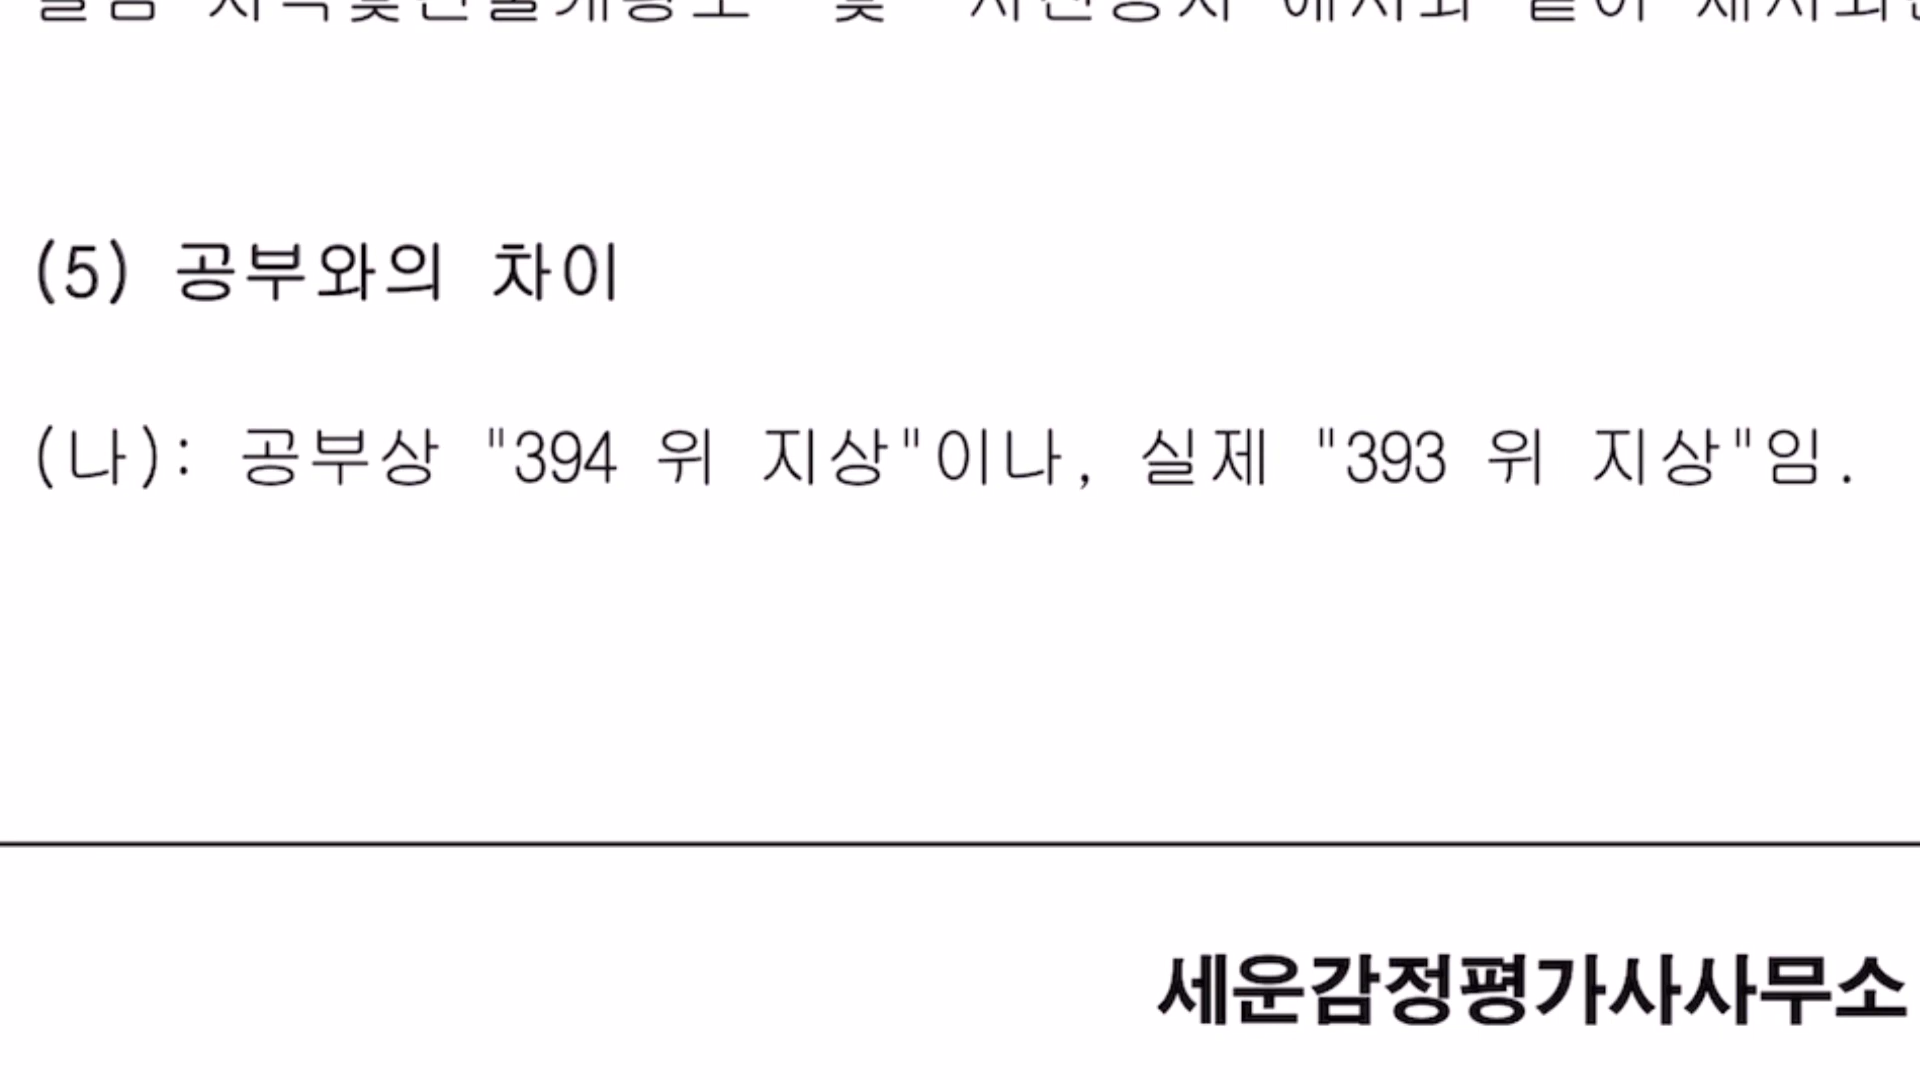 (5) 공부와의 차이
(나): 공부상 "394 위 지상"이나, 실제 "393 위 지상"임.
세운감정평가사사무소